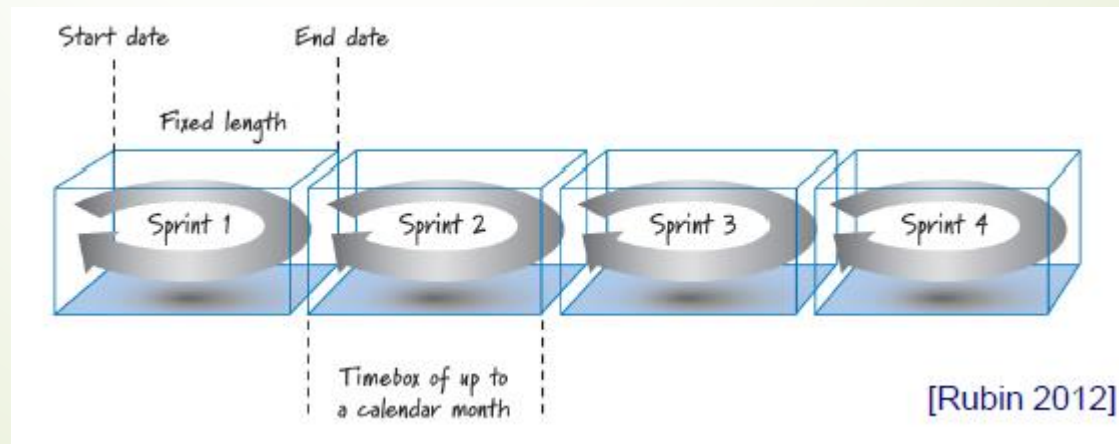 Start date
End date
Fixed length
Sprint 1
Sprint 2
Sprint 3
Sprint 4
Timebox of up to
a calendar month
[Rubin 2012]